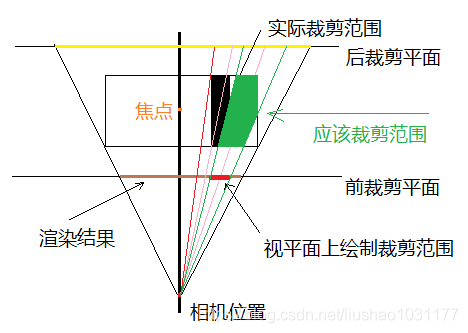 实际裁剪范围
后裁剪平面
焦点
应该裁剪范围
前裁剪平面
渲染结果
视平面上绘制裁剪范围
相机位置
blog.csdn.net/liushao1031177